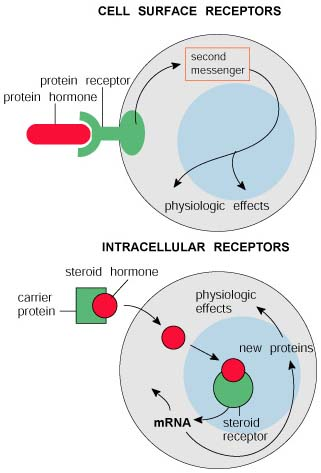 CELL SURFACE RECEPTORS
second
messenger
protein receptor
protein hormone
physiologic effects
INTRACELLULAR RECEPTORS
steroid hormone
carrier
protein
physiologic
effects
new proteins
mRNA
steroid
receptor